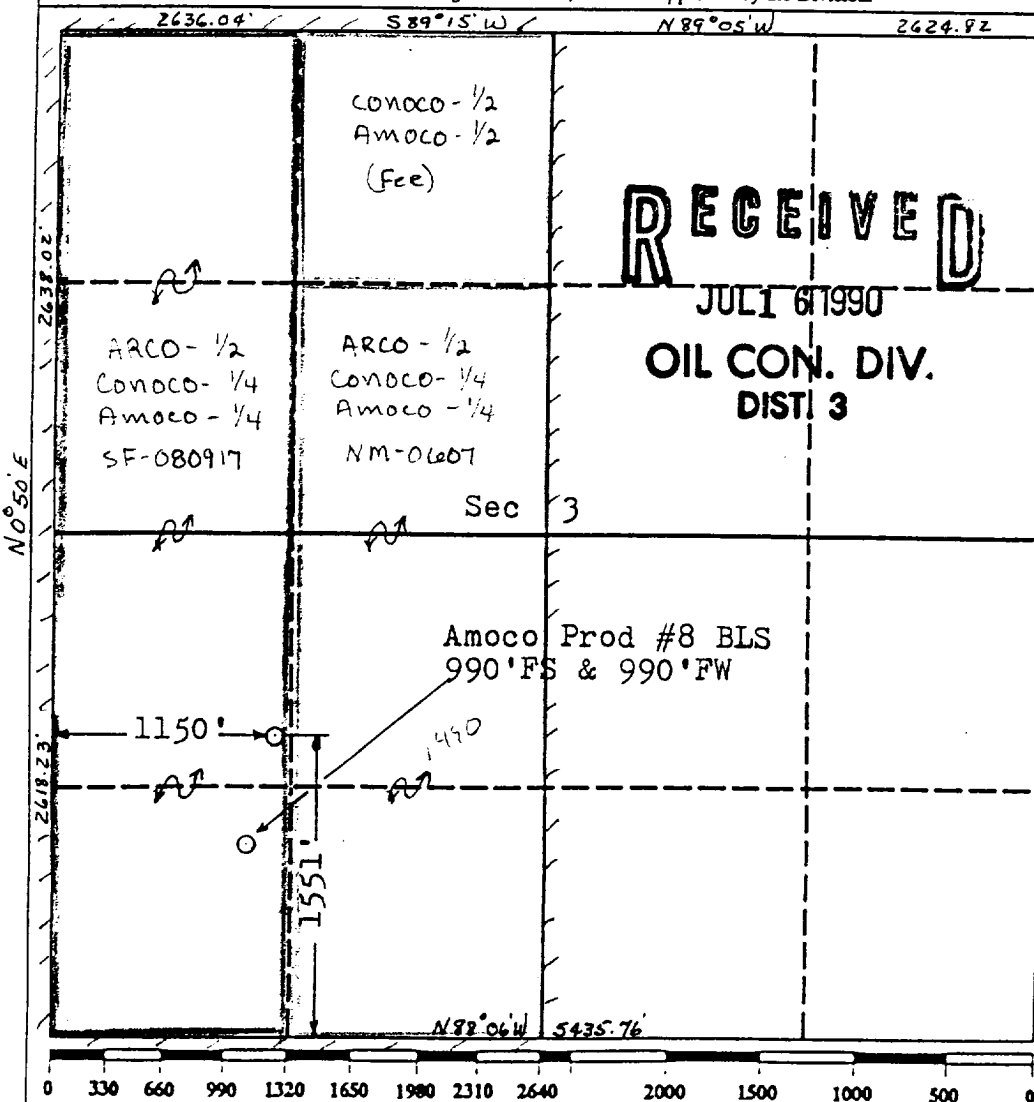 2636.04' S89°15'W N89°05'W 2624.82
CONOCO - 1/2
AMOCO - 1/2
(Fee)
RECEIVED
JUL 16 1990
OIL CON. DIV.
DIST. 3
2638.02'
ARCO - 1/2
Conoco - 1/4
Amoco - 1/4
SF-080917
ARCO - 1/2
Conoco - 1/4
Amoco - 1/4
NM-0607
N0°50'E
Sec 3
Amoco Prod #8 BLS
990'FS & 990'FW
1150'
1490
2618.23'
1551'
N88°06'W 5435.76'
0 330 660 990 1320 1650 1980 2310 2640 2000 1500 1000 500 0